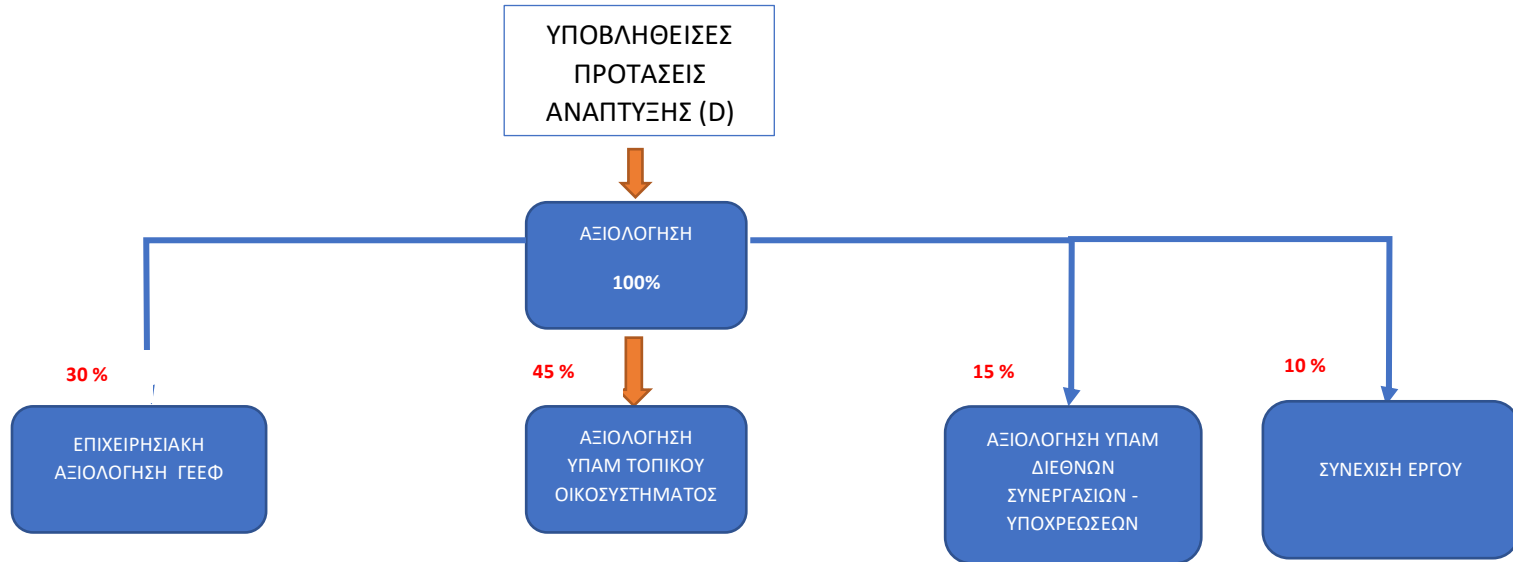 ΥΠΟΒΛΗΘΕΙΣΕΣ
ΠΡΟΤΑΣΕΙΣ
ΑΝΑΠΤΥΞΗΣ (D)
ΑΞΙΟΛΟΓΗΣΗ
100%
30 %
45 %
15 %
10 %
ΕΠΙΧΕΙΡΗΣΙΑΚΗ
ΑΞΙΟΛΟΓΗΣΗ ΓΕΕΦ
ΑΞΙΟΛΟΓΗΣΗ
ΥΠΑΜ ΤΟΠΙΚΟΥ
ΟΙΚΟΣΥΣΤΗΜΑΤΟΣ
ΑΞΙΟΛΟΓΗΣΗ ΥΠΑΜ
ΔΙΕΘΝΩΝ
ΣΥΝΕΡΓΑΣΙΩΝ -
ΥΠΟΧΡΕΩΣΕΩΝ
ΣΥΝΕΧΙΣΗ ΕΡΓΟΥ